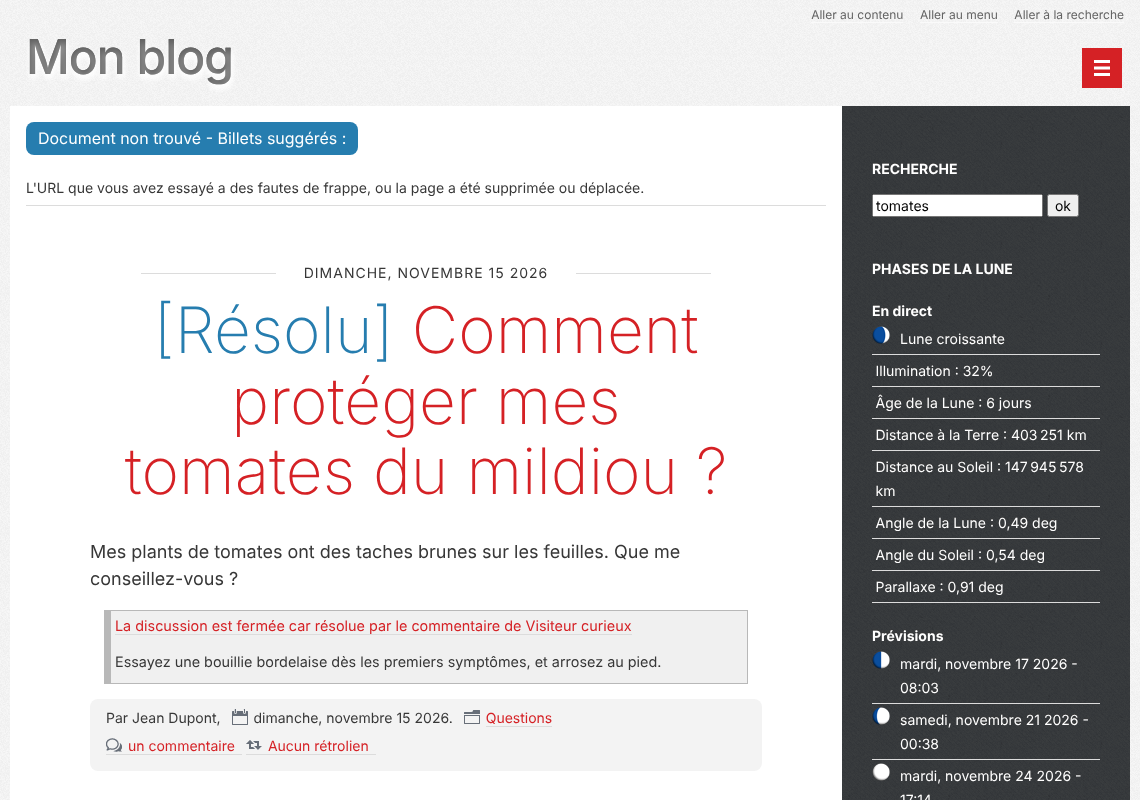 Aller au contenu Aller au menu Aller à la recherche
Mon blog
Document non trouvé - Billets suggérés :
L'URL que vous avez essayé a des fautes de frappe, ou la page a été supprimée ou déplacée.
DIMANCHE, NOVEMBRE 15 2026
[Résolu] Comment
protéger mes
tomates du mildiou ?
Mes plants de tomates ont des taches brunes sur les feuilles. Que me
conseillez-vous ?
La discussion est fermée car résolue par le commentaire de Visiteur curieux
Essayez une bouillie bordelaise dès les premiers symptômes, et arrosez au pied.
Par Jean Dupont, dimanche, novembre 15 2026. Questions
un commentaire Aucun rétrolien
RECHERCHE
tomates ok
PHASES DE LA LUNE
En direct
Lune croissante
Illumination : 32%
Âge de la Lune : 6 jours
Distance à la Terre : 403 251 km
Distance au Soleil : 147 945 578
km
Angle de la Lune : 0,49 deg
Angle du Soleil : 0,54 deg
Parallaxe : 0,91 deg
Prévisions
mardi, novembre 17 2026 -
08:03
samedi, novembre 21 2026 -
00:38
mardi, novembre 24 2026 -
17:14